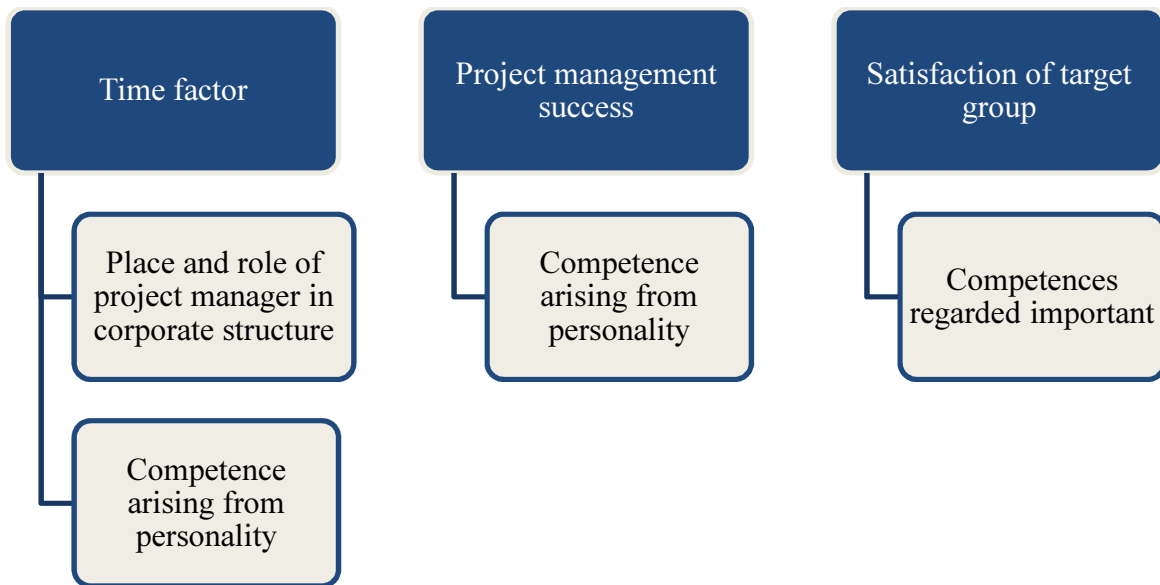 Time factor
Place and role of
project manager in
corporate structure
Competence
arising from
personality
Project management
success
Competence
arising from
personality
Satisfaction of target
group
Competences
regarded important